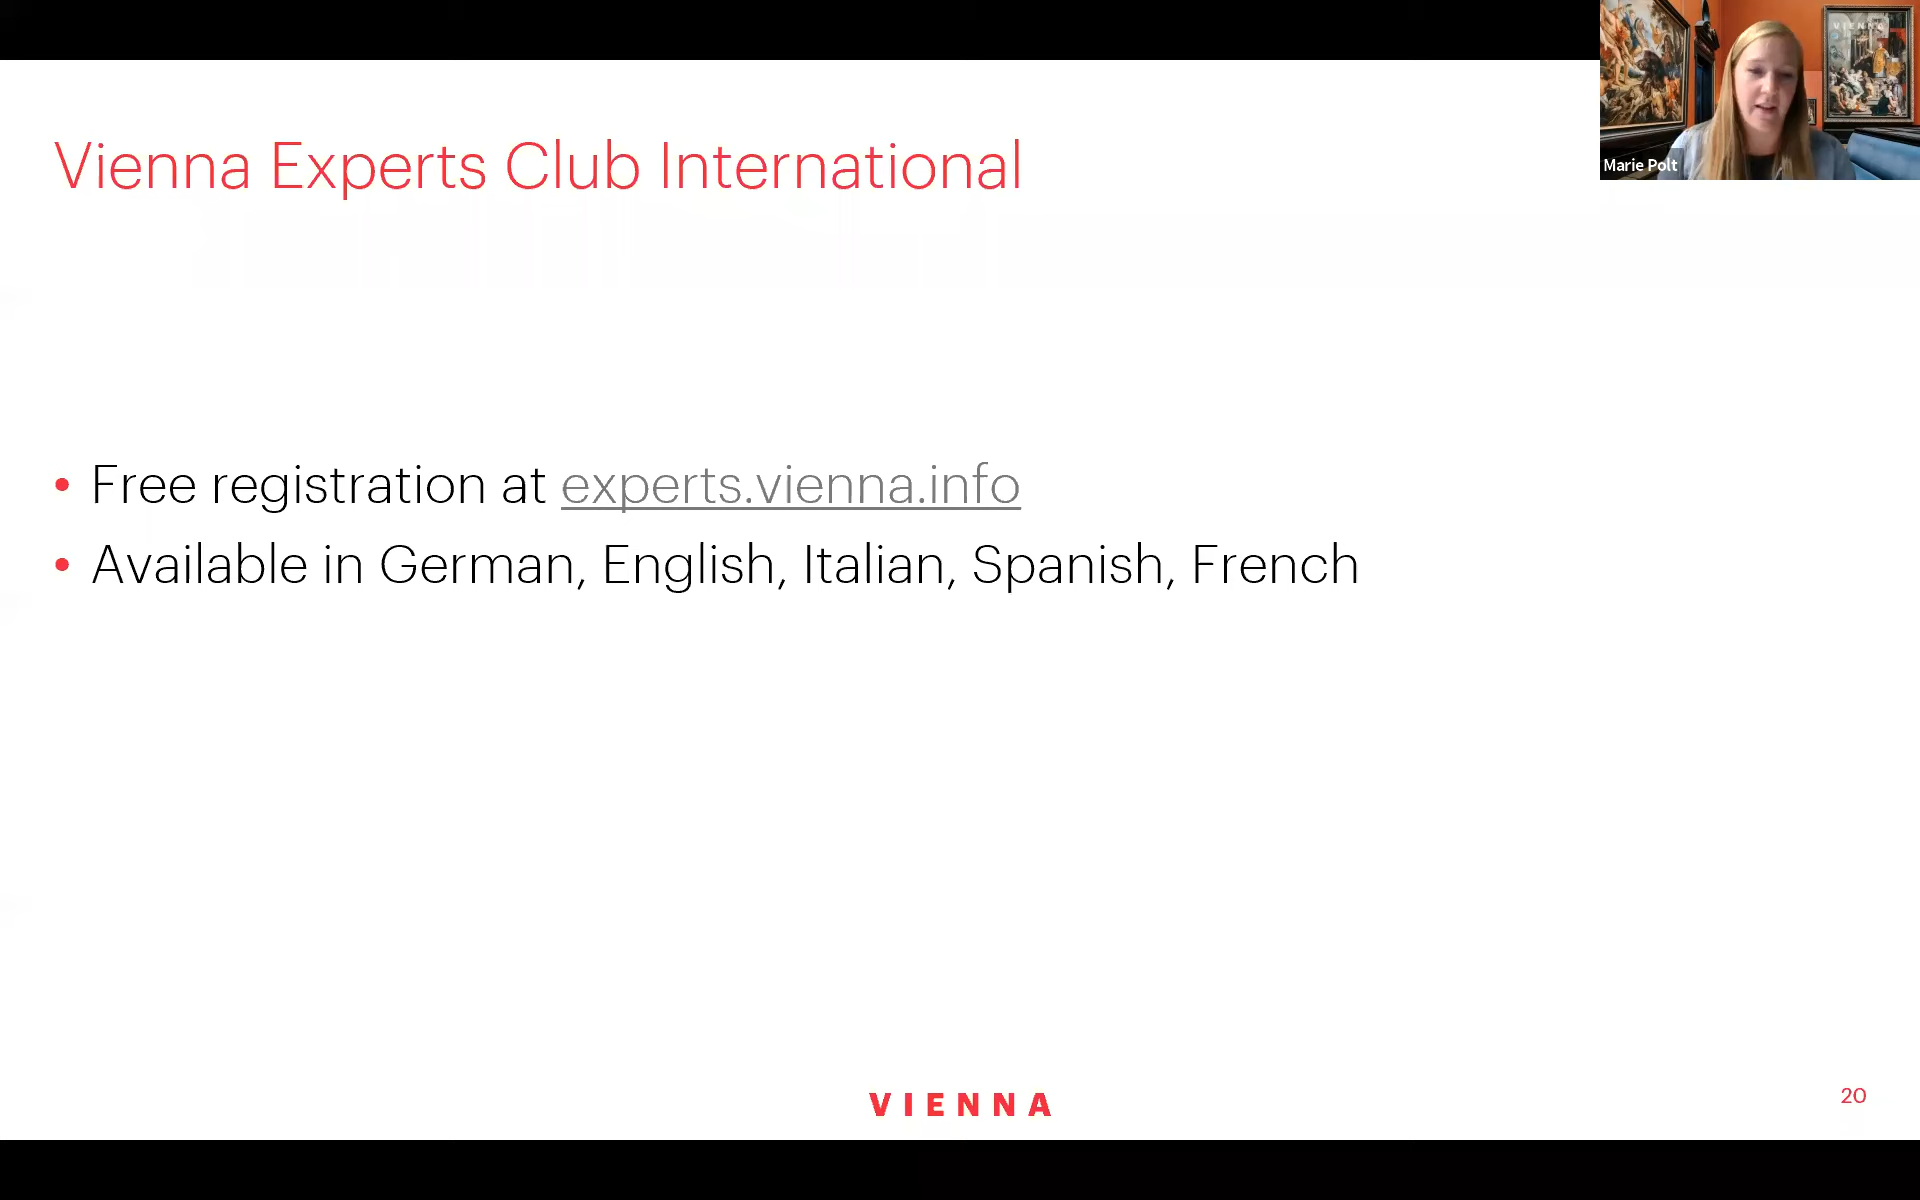 VIENNA
Marie Polt
Vienna Experts Club International
• Free registration at experts.vienna.info
• Available in German, English, Italian, Spanish, French
VIENNA
20